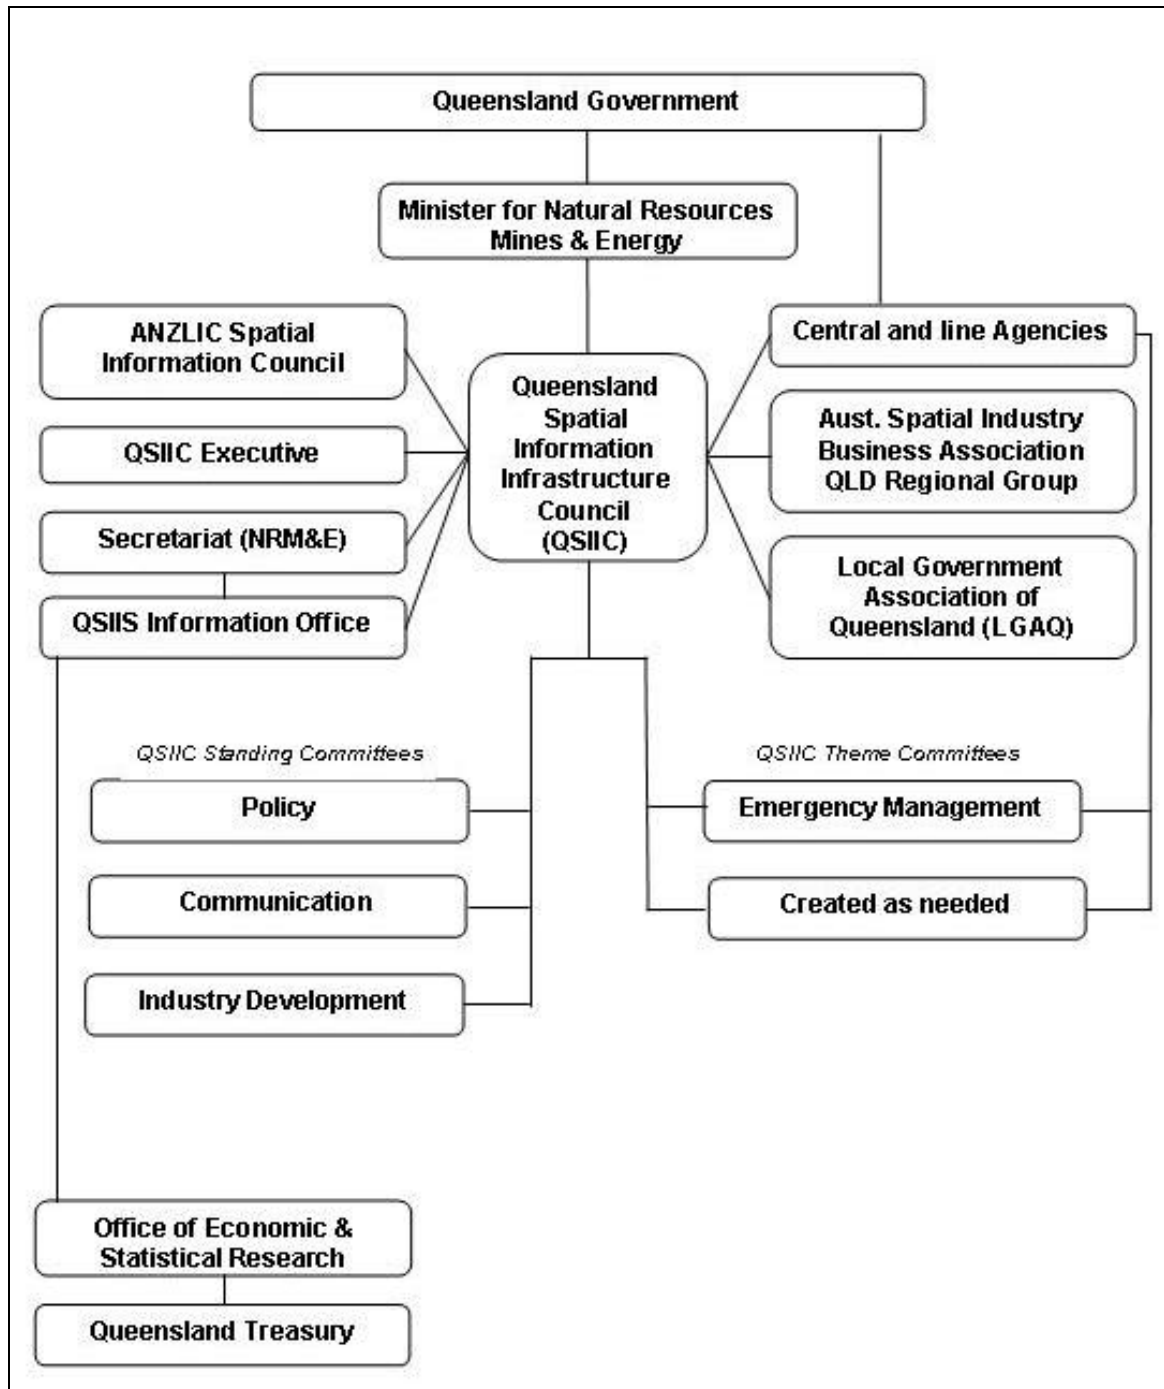 Queensland Government
Minister for Natural Resources
Mines & Energy
ANZLIC Spatial
Information Council
QSIIC Executive
Secretariat (NRM&E)
QSIIS Information Office
Queensland
Spatial
Information
Infrastructure
Council
(QSIIC)
Central and line Agencies
Aust. Spatial Industry
Business Association
QLD Regional Group
Local Government
Association of
Queensland (LGAQ)
QSIIC Standing Committees
Policy
Communication
Industry Development
QSIIC Theme Committees
Emergency Management
Created as needed
Office of Economic &
Statistical Research
Queensland Treasury